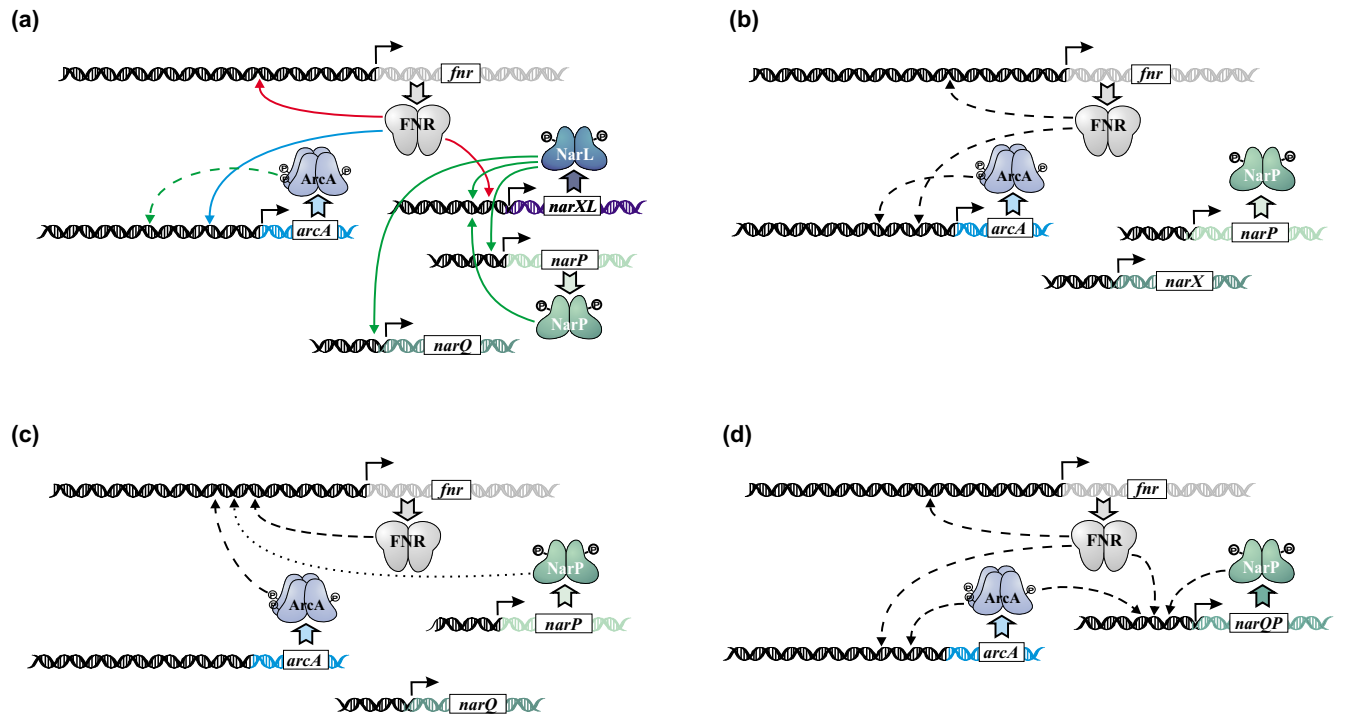 (a)
fnr
FNR
P
P
NarL
P
P
P
ArcA
narXL
arcA
narP
P
P
NarP
narQ
(b)
fnr
FNR
P
P
P
ArcA
P
P
NarP
arcA
narP
narX
(c)
fnr
FNR
P
P
NarP
P
P
P
ArcA
narP
arcA
narQ
(d)
fnr
FNR
P
P
NarP
P
P
P
ArcA
narQP
arcA